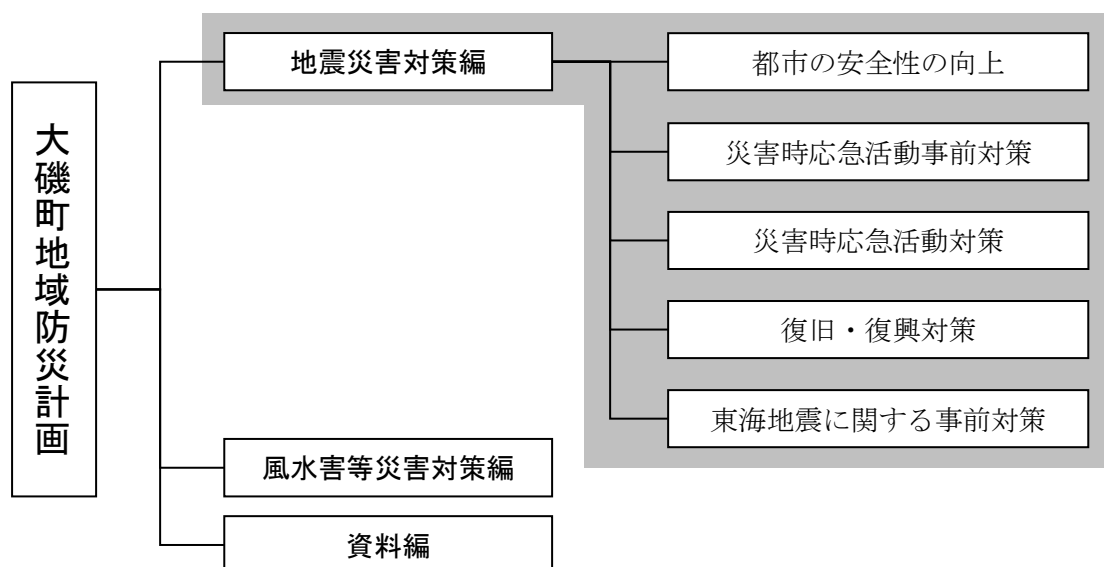 大磯町地域防災計画
地震災害対策編
都市の安全性の向上
災害時応急活動事前対策
災害時応急活動対策
復旧・復興対策
東海地震に関する事前対策
風水害等災害対策編
資料編